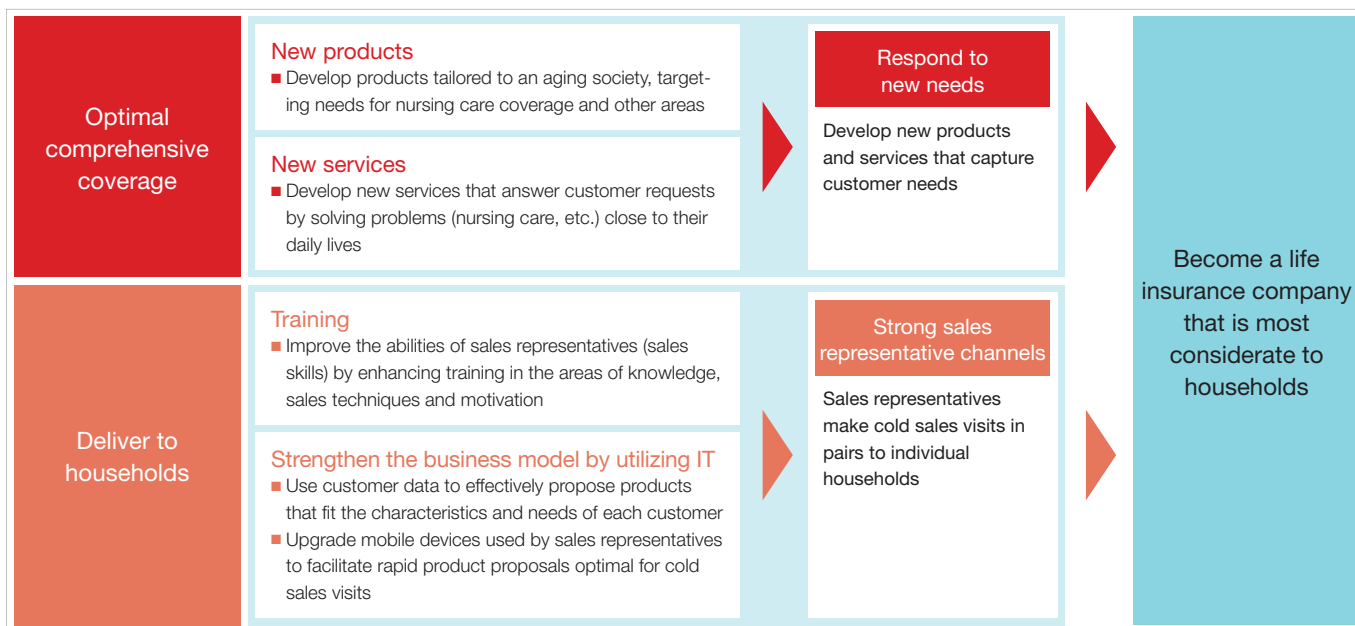 Optimal
comprehensive
coverage
New products
■ Develop products tailored to an aging society, target-
ing needs for nursing care coverage and other areas
New services
■ Develop new services that answer customer requests
by solving problems (nursing care, etc.) close to their
daily lives
Respond to
new needs
Develop new products
and services that capture
customer needs
Deliver to
households
Training
■ Improve the abilities of sales representatives (sales
skills) by enhancing training in the areas of knowledge,
sales techniques and motivation
Strengthen the business model by utilizing IT
■ Use customer data to effectively propose products
that fit the characteristics and needs of each customer
■ Upgrade mobile devices used by sales representatives
to facilitate rapid product proposals optimal for cold
sales visits
Strong sales
representative channels
Sales representatives
make cold sales visits in
pairs to individual
households
Become a life
insurance company
that is most
considerate to
households